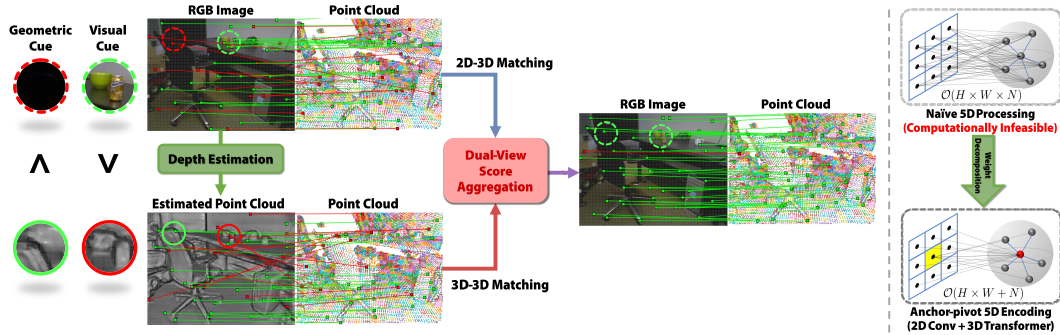 Geometric
Cue
Visual
Cue
RGB Image
Point Cloud
2D-3D Matching
Depth Estimation
Estimated Point Cloud
Point Cloud
3D-3D Matching
Dual-View
Score
Aggregation
RGB Image
Point Cloud
O(H × W × N)
Naïve 5D Processing
(Computationally Infeasible)
Weight
Decomposition
O(H × W + N)
Anchor-pivot 5D Encoding
(2D Conv + 3D Transformer)